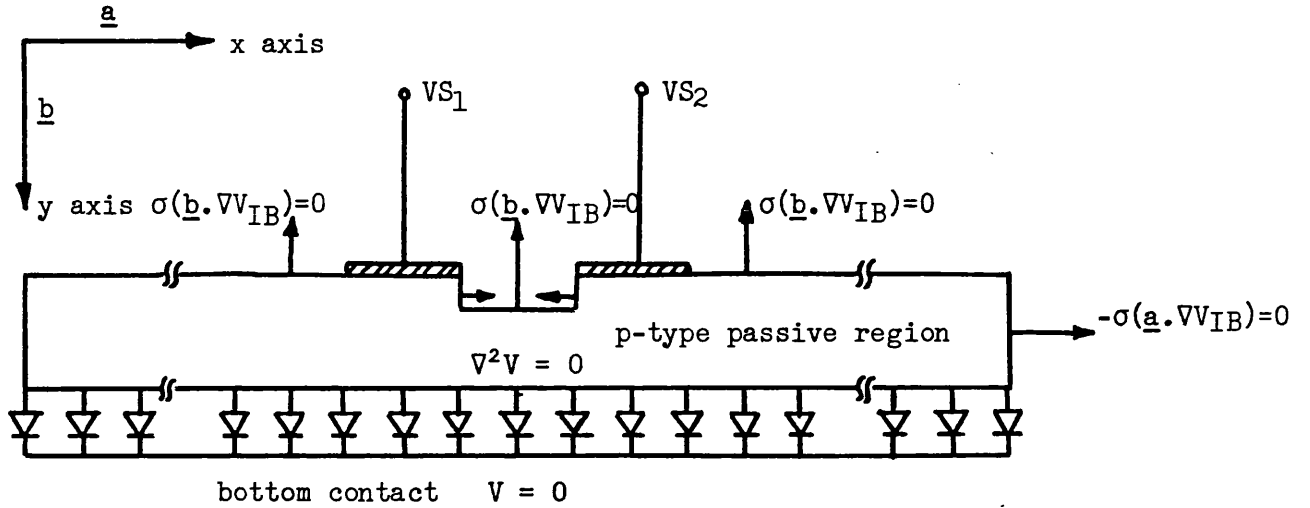 a
x axis
b
VS1
VS2
y axis σ(b.∇VIB)=0
σ(b.∇VIB)=0
σ(b.∇VIB)=0
-σ(a.∇VIB)=0
p-type passive region
∇²V = 0
bottom contact V = 0